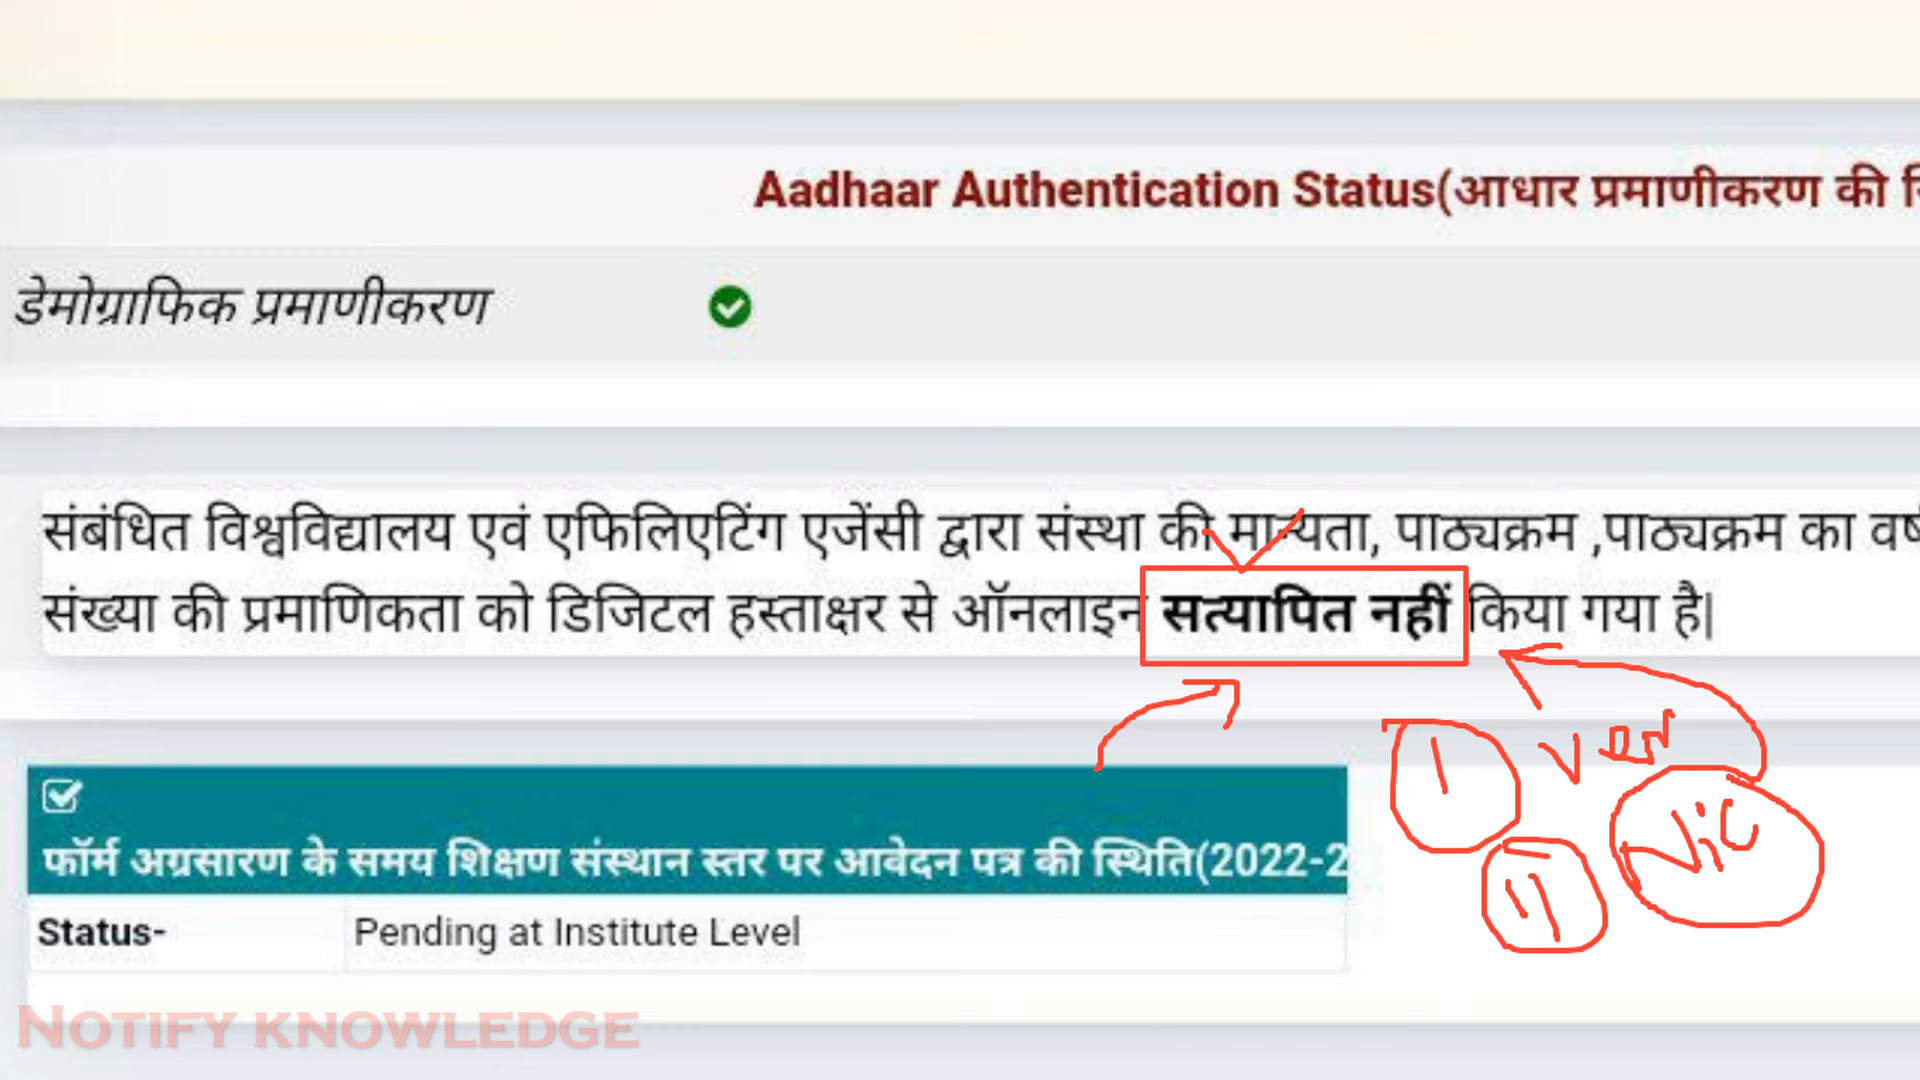 Aadhaar Authentication Status(आधार प्रमाणीकरण की
डेमोग्राफिक प्रमाणीकरण
संबंधित विश्वविद्यालय एवं एफिलिएटिंग एजेंसी द्वारा संस्था की मान्यता, पाठ्यक्रम ,पाठ्यक्रम का वर्ष
संख्या की प्रमाणिकता को डिजिटल हस्ताक्षर से ऑनलाइन सत्यापित नहीं किया गया है|
फॉर्म अग्रसारण के समय शिक्षण संस्थान स्तर पर आवेदन पत्र की स्थिति(2022-2
Status- Pending at Institute Level
NiC
NOTIFY KNOWLEDGE